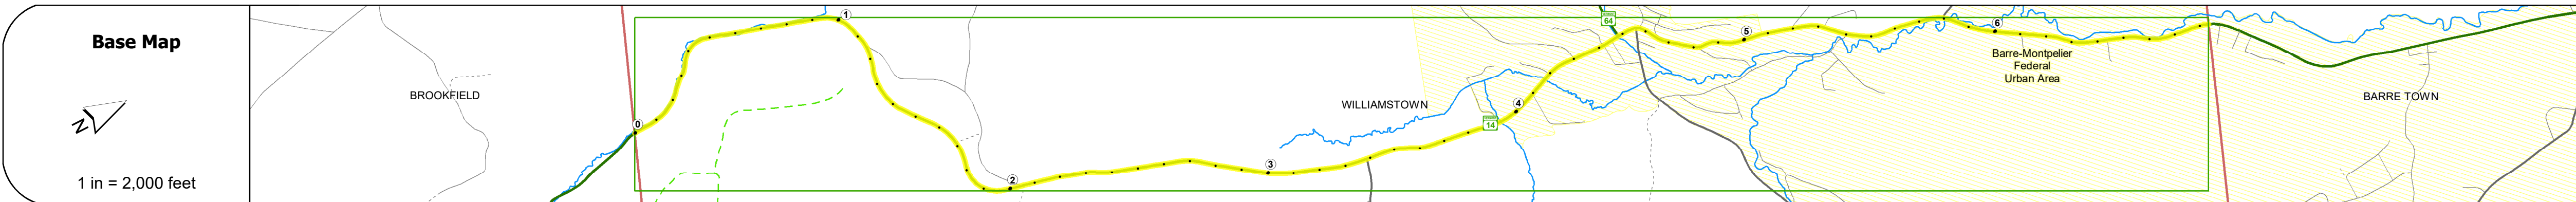 Base Map
N
1 in = 2,000 feet
BROOKFIELD
0
1
2
3
WILLIAMSTOWN
14
4
64
5
6
Barre-Montpelier
Federal
Urban Area
BARRE TOWN